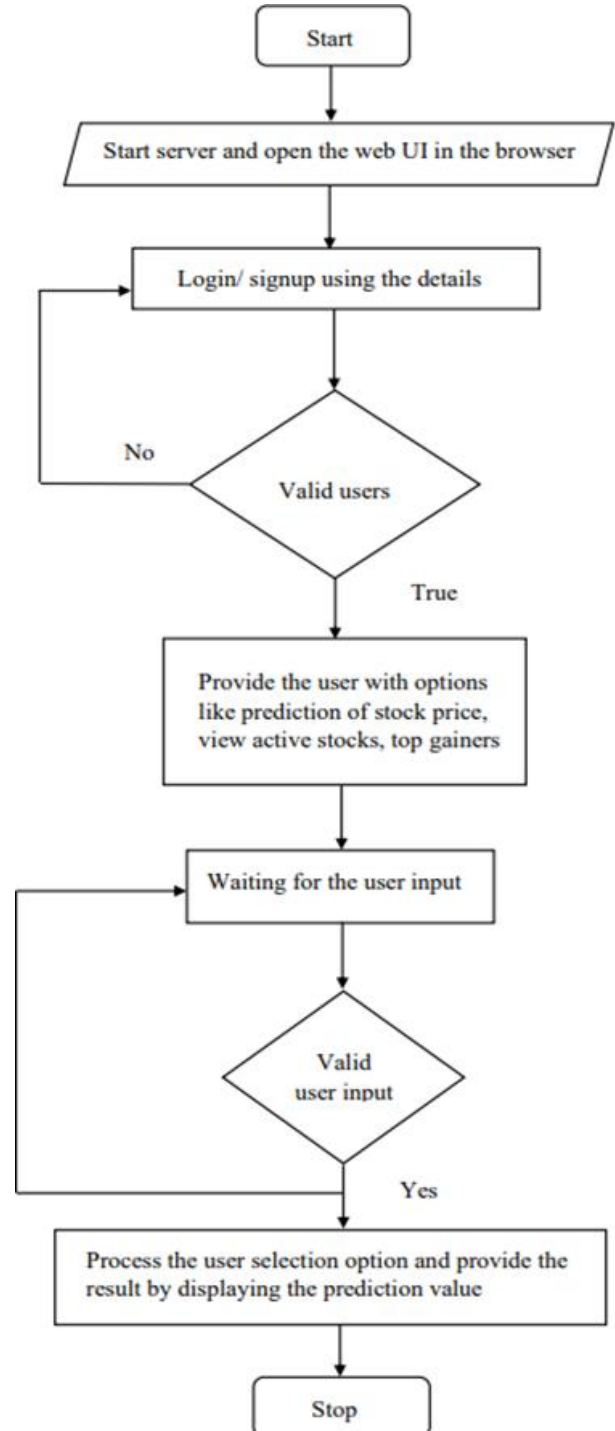 Start
Start server and open the web UI in the browser
Login/ signup using the details
No
Valid users
True
Provide the user with options
like prediction of stock price,
view active stocks, top gainers
Waiting for the user input
Valid
user input
Yes
Process the user selection option and provide the
result by displaying the prediction value
Stop